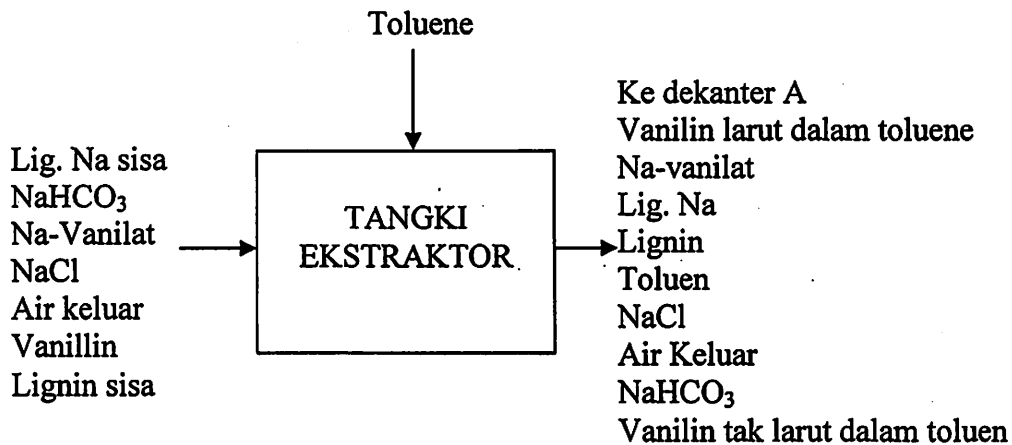 Toluene
Lig. Na sisa
NaHCO₃
Na-Vanilat
NaCl
Air keluar
Vanillin
Lignin sisa
TANGKI
EKSTRAKTOR
Ke dekanter A
Vanilin larut dalam toluene
Na-vanilat
Lig. Na
Lignin
Toluen
NaCl
Air Keluar
NaHCO₃
Vanilin tak larut dalam toluen